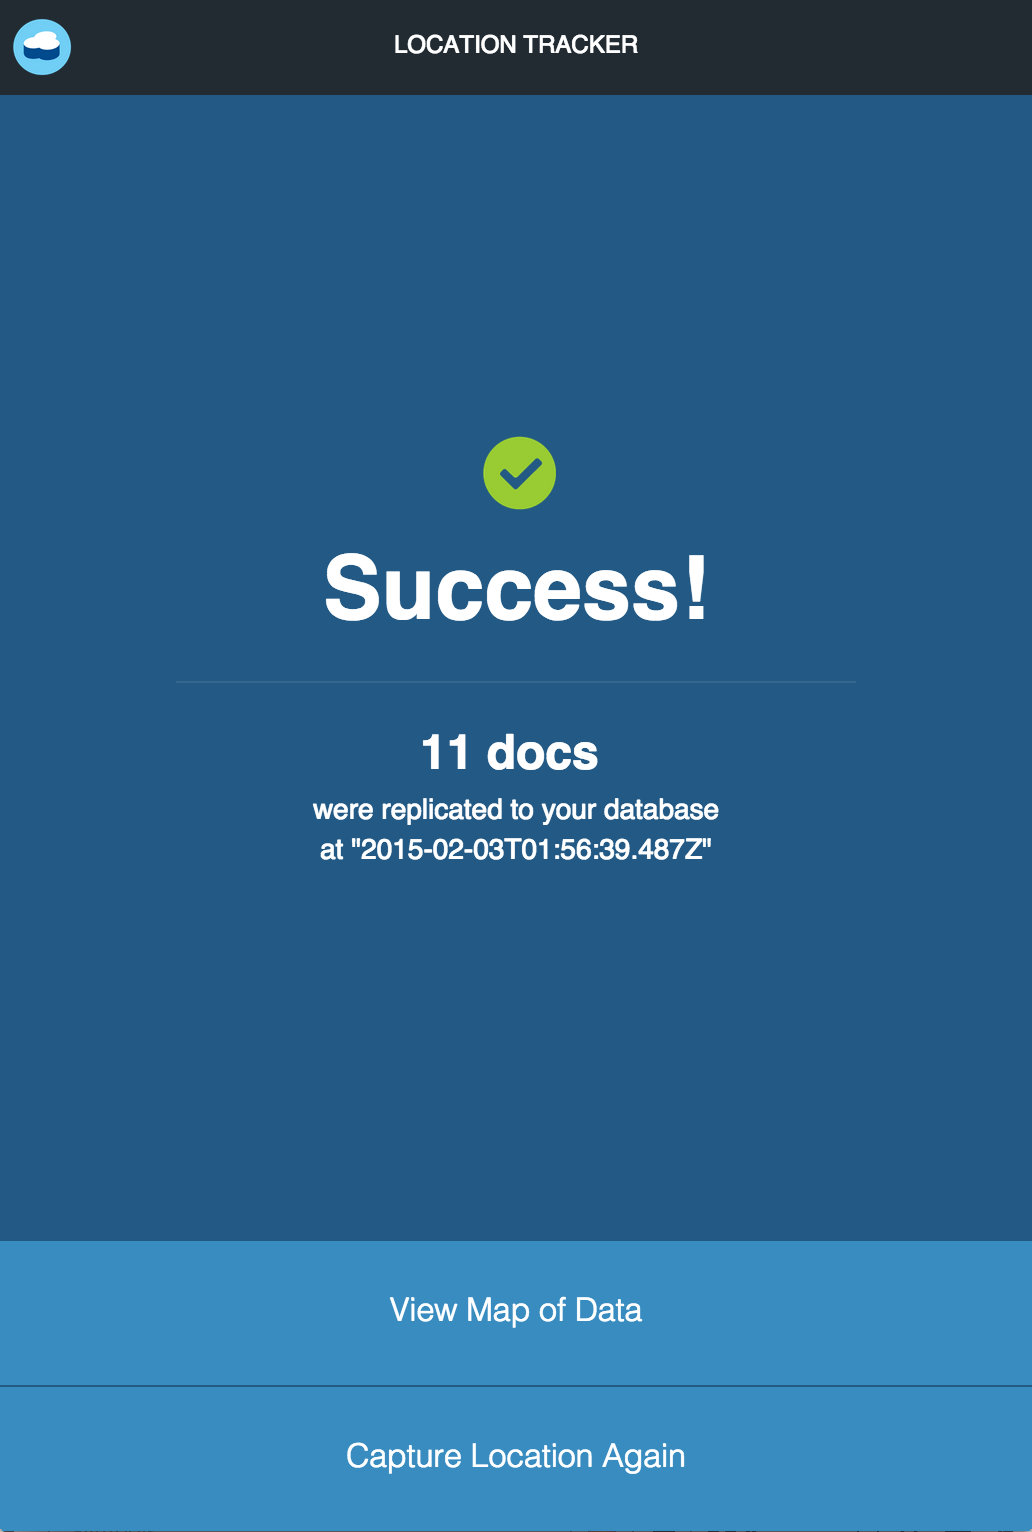 LOCATION TRACKER
Success!
11 docs
were replicated to your database
at "2015-02-03T01:56:39.487Z"
View Map of Data
Capture Location Again